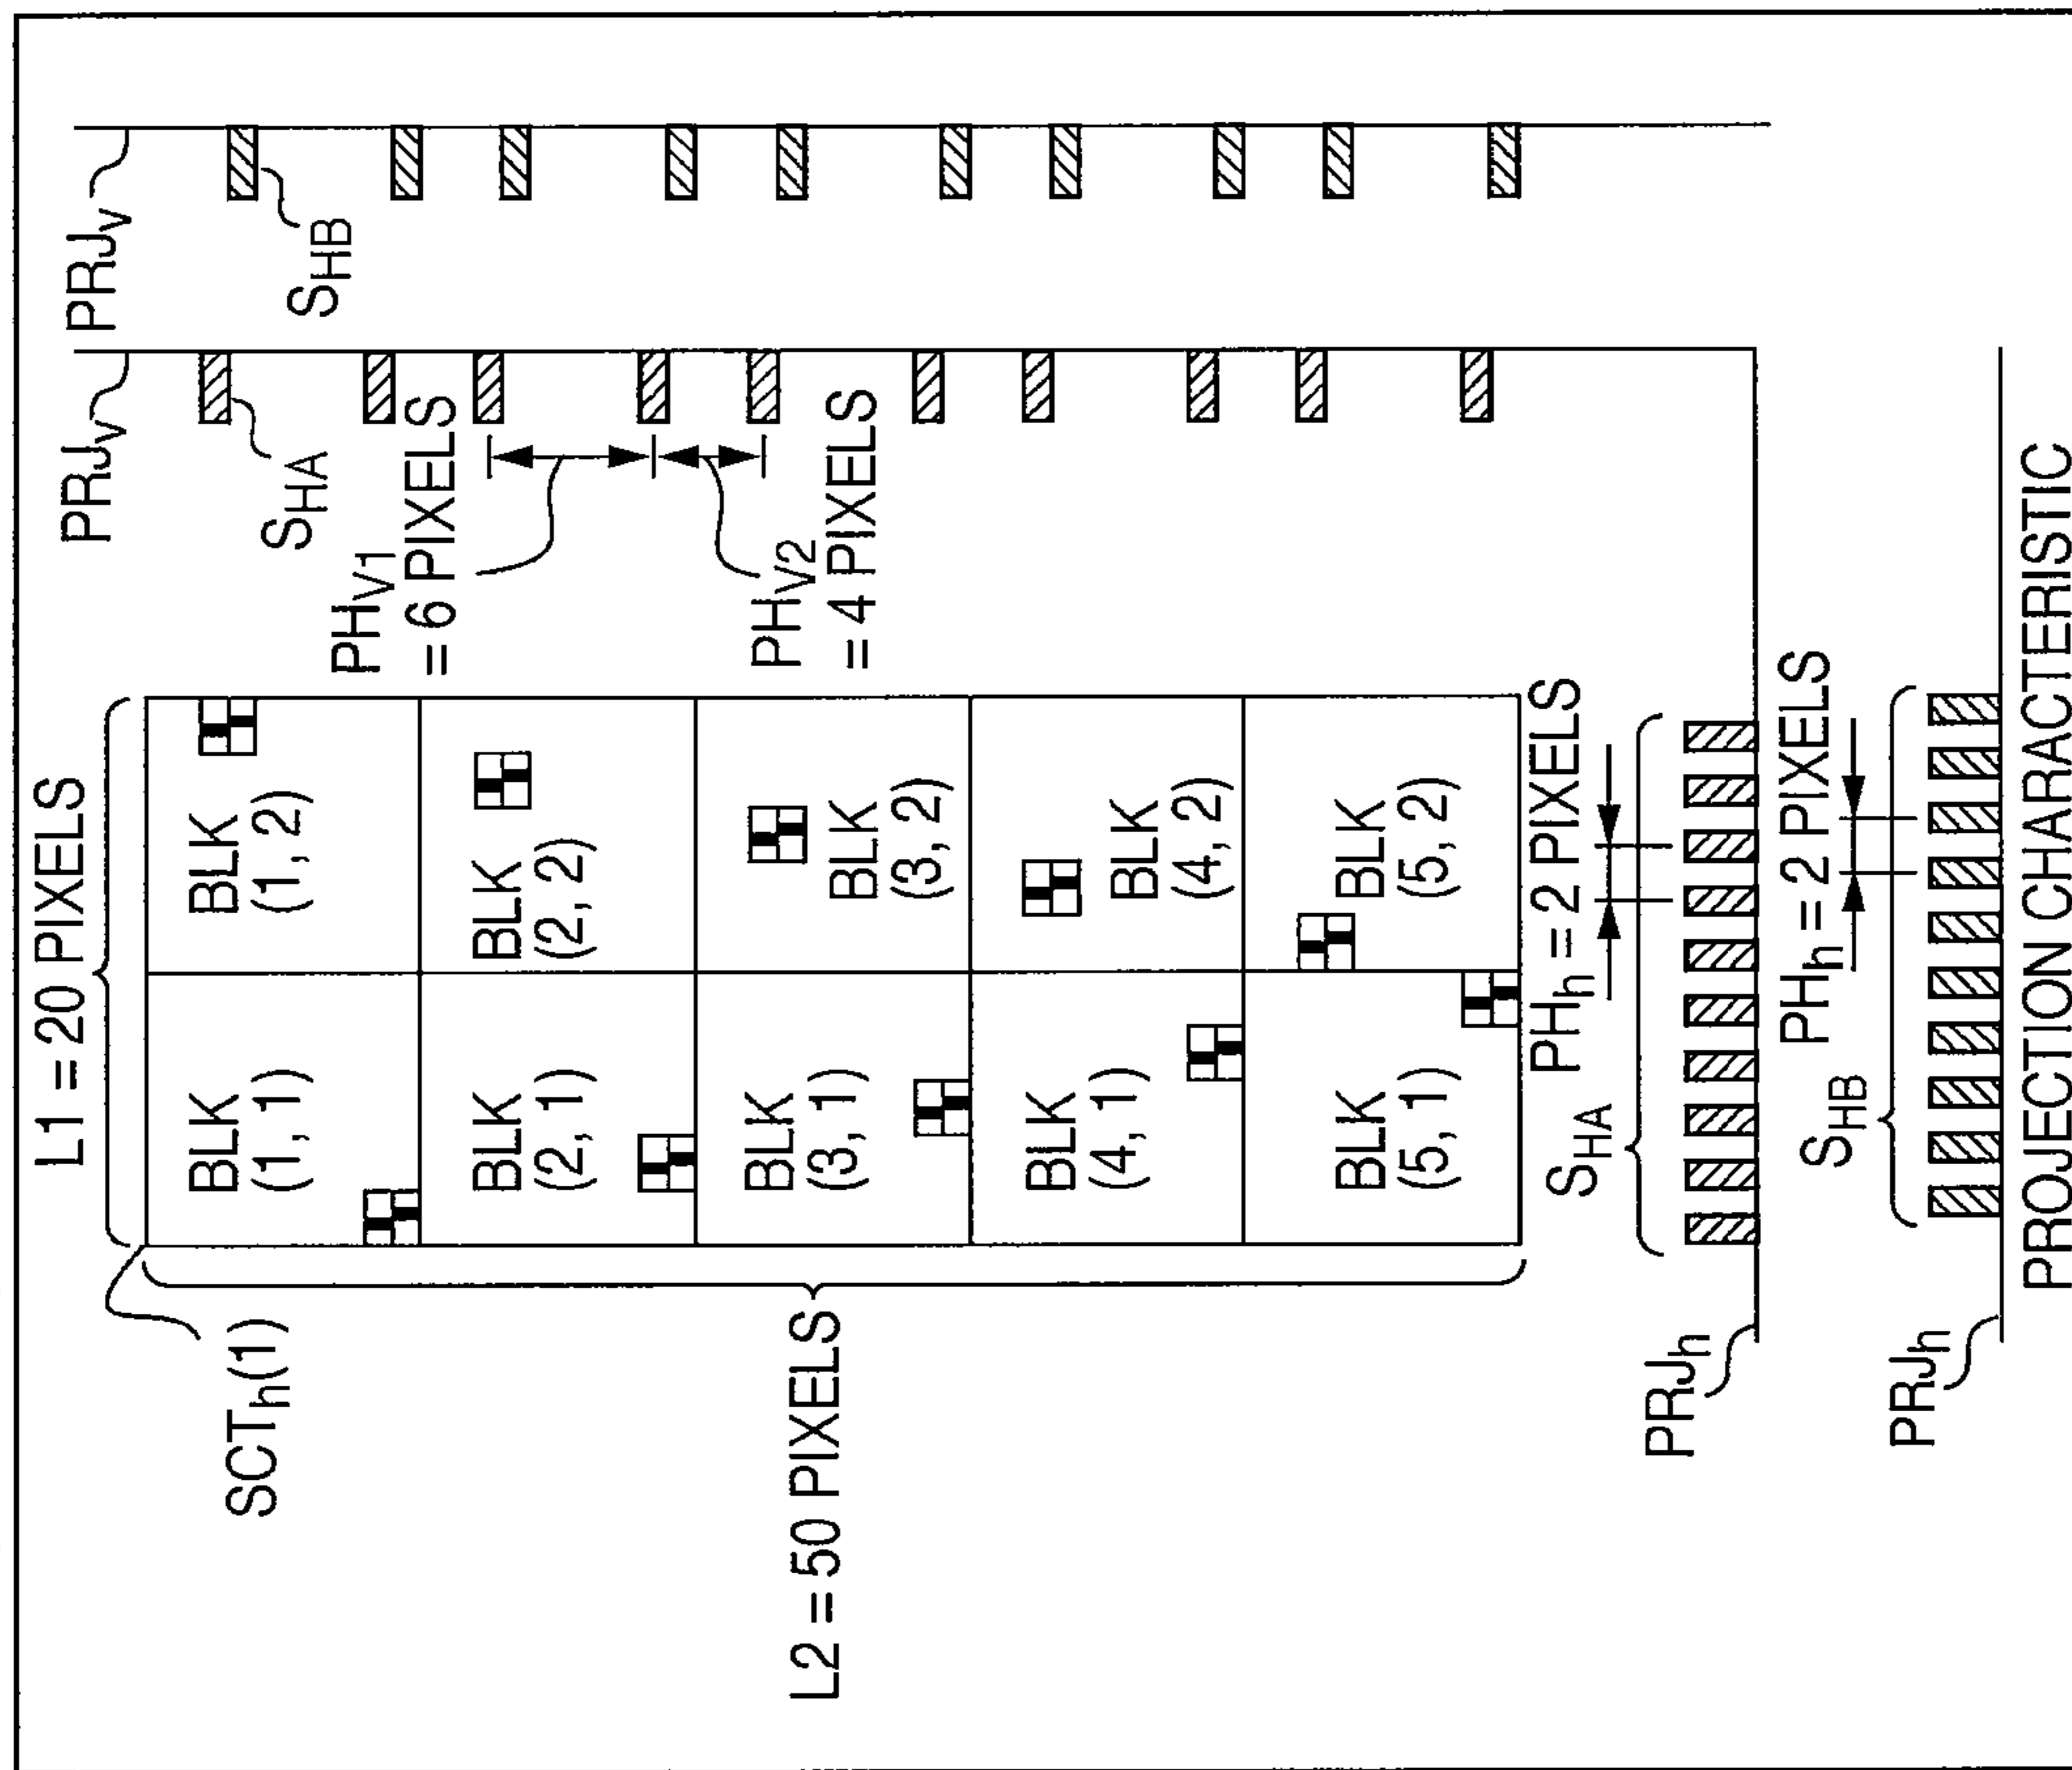 L1 = 20 PIXELS
SCTh(1)
L2 = 50 PIXELS
BLK
(1, 1)
BLK
(1, 2)
BLK
(2, 1)
BLK
(2, 2)
BLK
(3, 1)
BLK
(3, 2)
BLK
(4, 1)
BLK
(4, 2)
BLK
(5, 1)
BLK
(5, 2)
PRJV
SHA
PHV1
= 6 PIXELS
PHV2
= 4 PIXELS
PRJV
SHB
PHh = 2 PIXELS
SHA
PRJh
PHh = 2 PIXELS
SHB
PRJh
PROJECTION CHARACTERISTIC